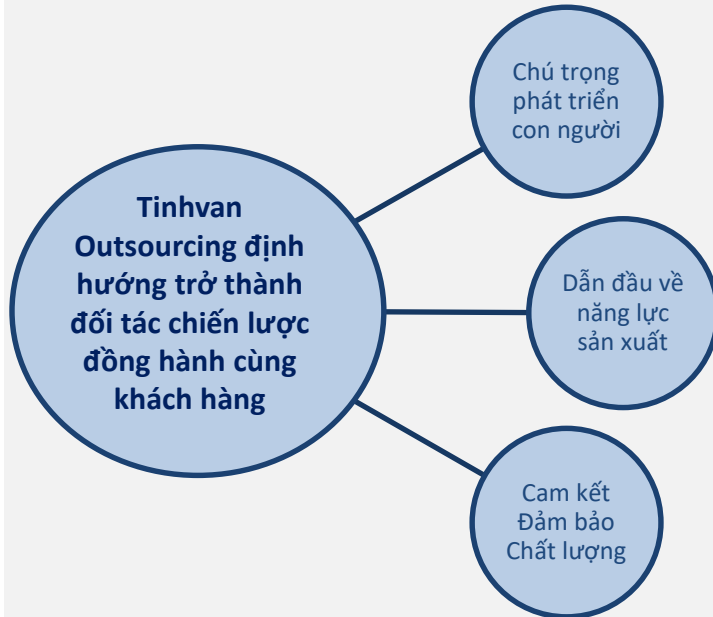 Tinhvan
Outsourcing định
hướng trở thành
đối tác chiến lược
đồng hành cùng
khách hàng
Chú trọng
phát triển
con người
Dẫn đầu về
năng lực
sản xuất
Cam kết
Đảm bảo
Chất lượng